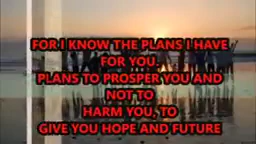 FOR I KNOW THE PLANS I HAVE
FOR YOU.
PLANS TO PROSPER YOU AND
NOT TO
HARM YOU, TO
GIVE YOU HOPE AND FUTURE